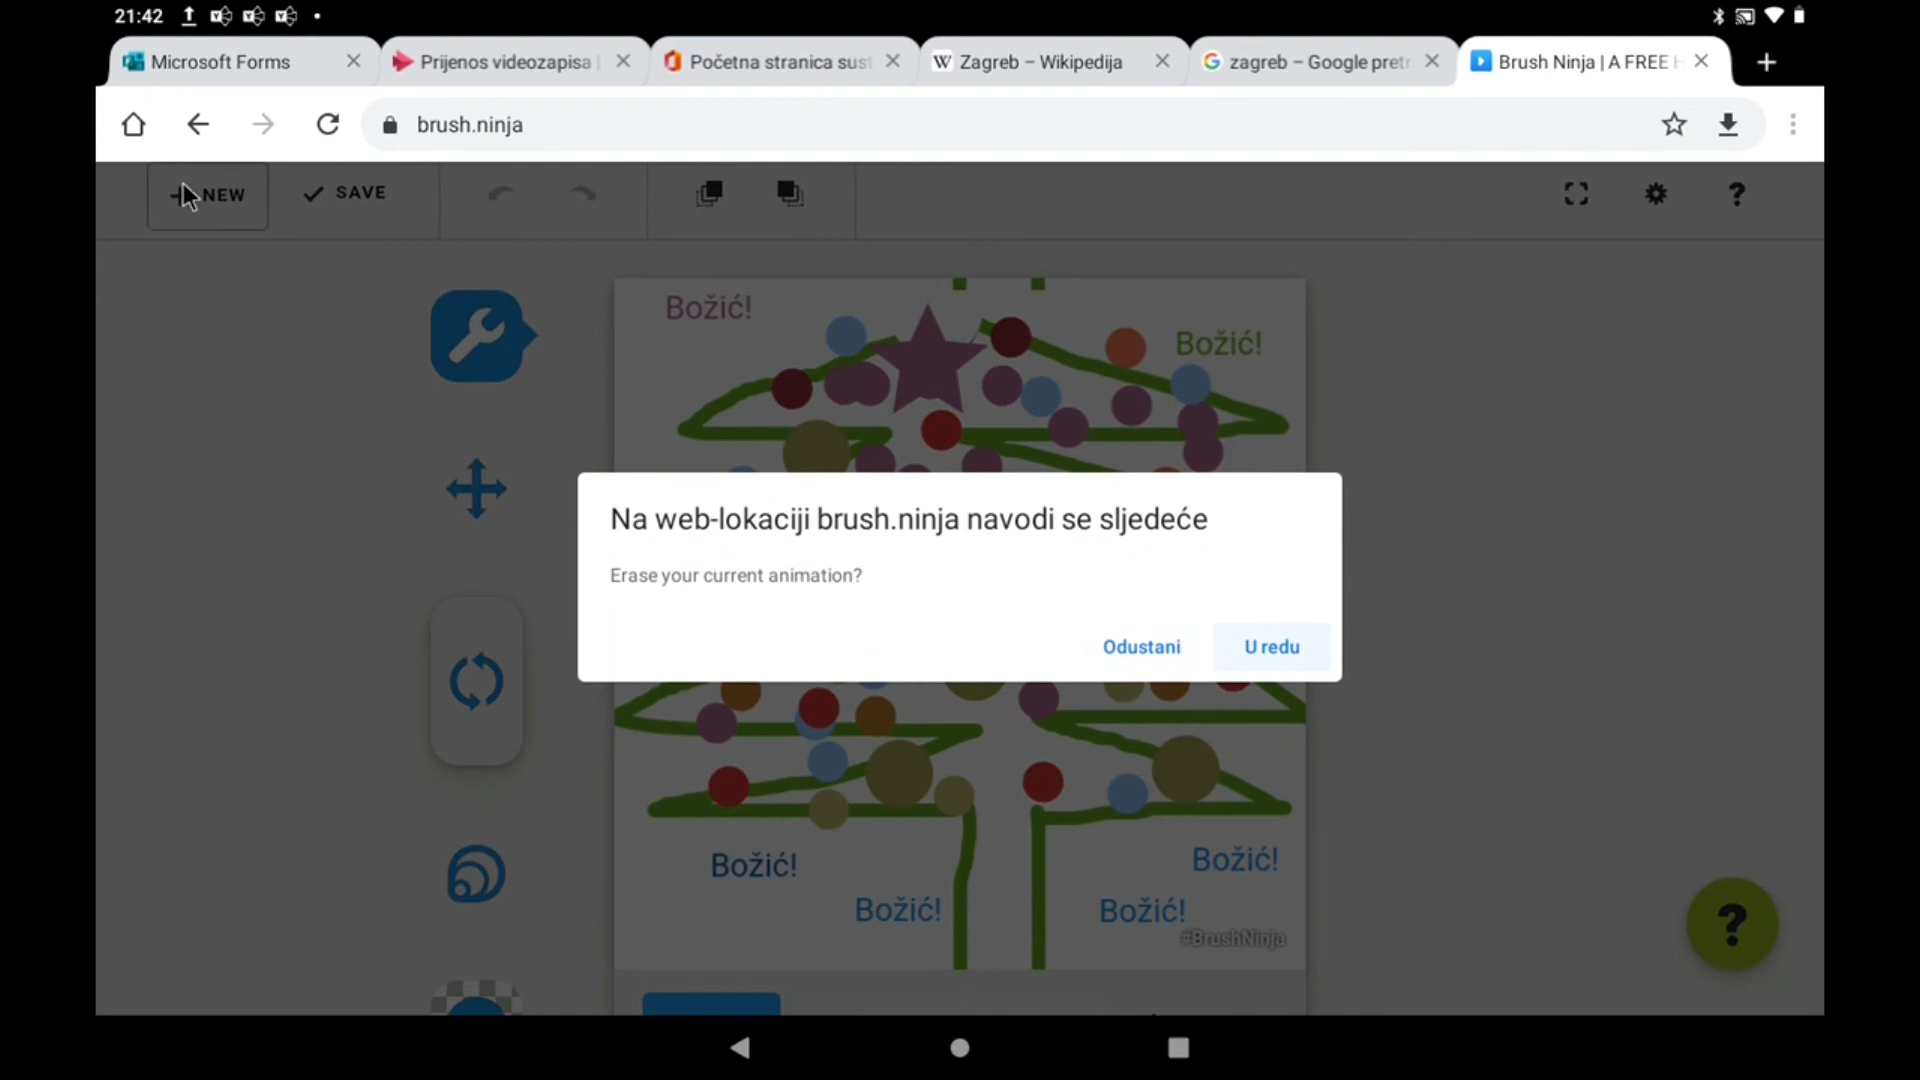 21:42
Microsoft Forms
Prijenos videozapisa |
Početna stranica sust
W Zagreb – Wikipedija
zagreb – Google pretr
Brush Ninja | A FREE H
brush.ninja
NEW
SAVE
?
Božić!
Božić!
Na web-lokaciji brush.ninja navodi se sljedeće
Erase your current animation?
Odustani
U redu
Božić!
Božić!
Božić!
Božić!
#BrushNinja
?